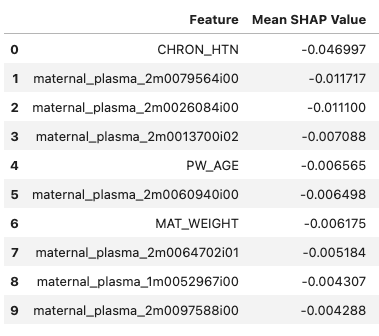 Feature Mean SHAP Value
0 CHRON_HTN -0.046997
1 maternal_plasma_2m0079564i00 -0.011717
2 maternal_plasma_2m0026084i00 -0.011100
3 maternal_plasma_2m0013700i02 -0.007088
4 PW_AGE -0.006565
5 maternal_plasma_2m0060940i00 -0.006498
6 MAT_WEIGHT -0.006175
7 maternal_plasma_2m0064702i01 -0.005184
8 maternal_plasma_1m0052967i00 -0.004307
9 maternal_plasma_2m0097588i00 -0.004288